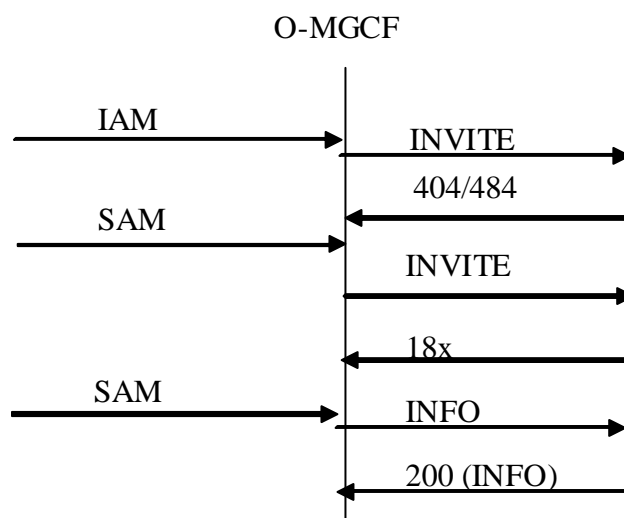 O-MGCF
IAM
INVITE
404/484
SAM
INVITE
18x
SAM
INFO
200 (INFO)